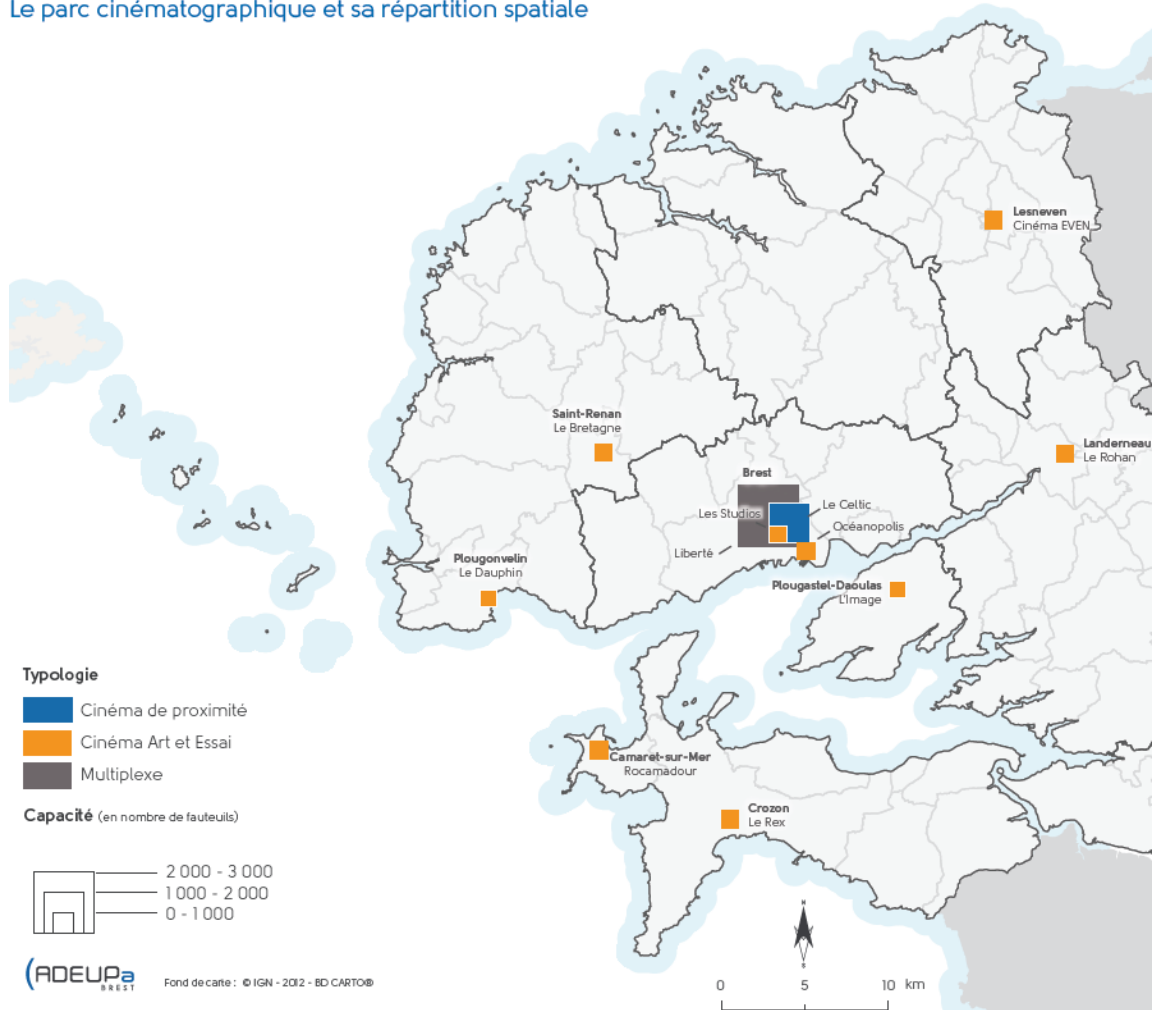 Le parc cinématographique et sa répartition spatiale
Lesneven
Cinéma EVEN
Saint-Renan
Le Bretagne
Landerneau
Le Rohan
Brest
Les Studios
Le Celtic
Océanopolis
Liberté
Plougonvelin
Le Dauphin
Plougastel-Daoulas
L'Image
Camaret-sur-Mer
Rocamadour
Crozon
Le Rex
Typologie
Cinéma de proximité
Cinéma Art et Essai
Multiplexe
Capacité (en nombre de fauteuils)
2 000 - 3 000
1 000 - 2 000
0 - 1 000
N
S
ADEUPa
BREST
Fond de carte : © IGN - 2012 - BD CARTO®
0 5 10 km